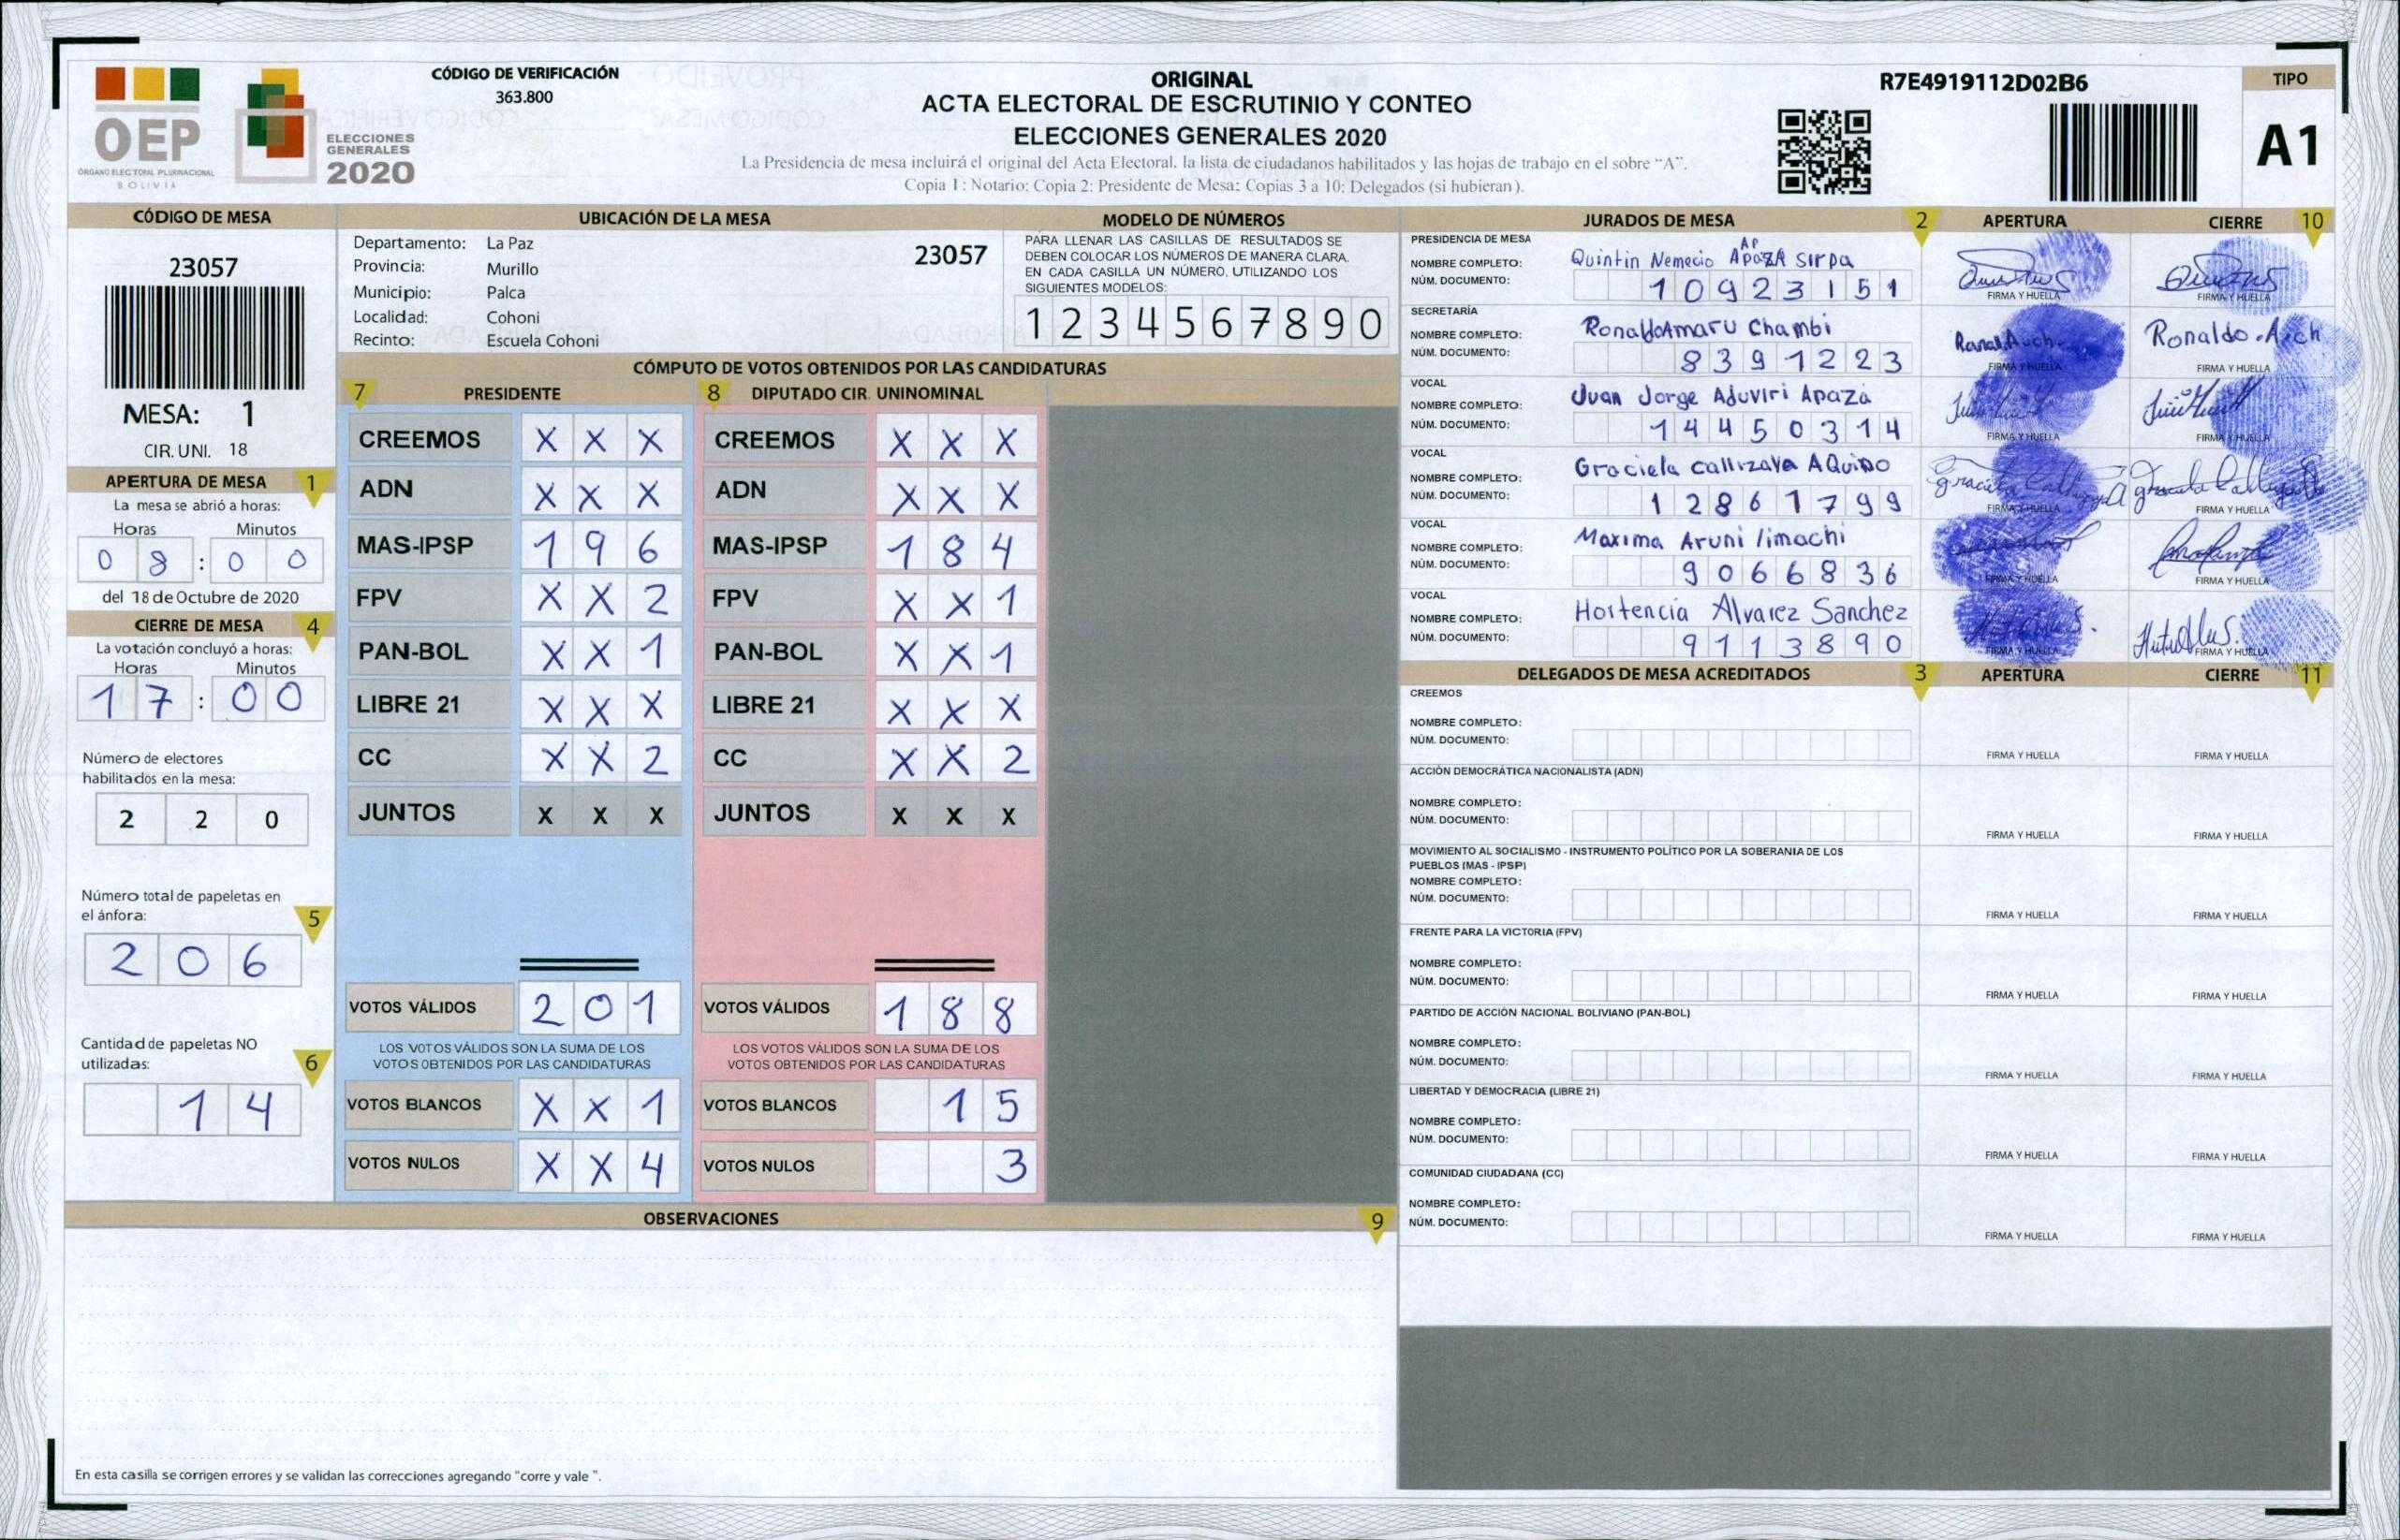 OEP
ÓRGANO ELECTORAL PLURINACIONAL
BOLIVIA
ELECCIONES
GENERALES
2020
CÓDIGO DE VERIFICACIÓN
363.800
ORIGINAL
ACTA ELECTORAL DE ESCRUTINIO Y CONTEO
ELECCIONES GENERALES 2020
La Presidencia de mesa incluirá el original del Acta Electoral, la lista de ciudadanos habilitados y las hojas de trabajo en el sobre “A”.
Copia 1: Notario; Copia 2: Presidente de Mesa; Copias 3 a 10: Delegados (si hubieran).
R7E4919112D02B6
TIPO
A1
CÓDIGO DE MESA
23057
MESA: 1
CIR. UNI. 18
APERTURA DE MESA 1
La mesa se abrió a horas:
Horas Minutos
0 8 : 0 0
del 18 de Octubre de 2020
CIERRE DE MESA 4
La votación concluyó a horas:
Horas Minutos
1 7 : 0 0
Número de electores
habilitados en la mesa:
2 2 0
Número total de papeletas en
el ánfora: 5
2 0 6
Cantidad de papeletas NO
utilizadas: 6
1 4
UBICACIÓN DE LA MESA
Departamento: La Paz
23057
Provincia: Murillo
Municipio: Palca
Localidad: Cohoni
Recinto: Escuela Cohoni
MODELO DE NÚMEROS
PARA LLENAR LAS CASILLAS DE RESULTADOS SE
DEBEN COLOCAR LOS NÚMEROS DE MANERA CLARA,
EN CADA CASILLA UN NÚMERO, UTILIZANDO LOS
SIGUIENTES MODELOS:
1 2 3 4 5 6 7 8 9 0
CÓMPUTO DE VOTOS OBTENIDOS POR LAS CANDIDATURAS
7 PRESIDENTE
CREEMOS X X X
ADN X X X
MAS-IPSP 1 9 6
FPV X X 2
PAN-BOL X X 1
LIBRE 21 X X X
CC X X 2
JUNTOS X X X
VOTOS VÁLIDOS 2 0 1
LOS VOTOS VÁLIDOS SON LA SUMA DE LOS
VOTOS OBTENIDOS POR LAS CANDIDATURAS
VOTOS BLANCOS X X 1
VOTOS NULOS X X 4
8 DIPUTADO CIR. UNINOMINAL
CREEMOS X X X
ADN X X X
MAS-IPSP 1 8 4
FPV X X 1
PAN-BOL X X 1
LIBRE 21 X X X
CC X X 2
JUNTOS X X X
VOTOS VÁLIDOS 1 8 8
LOS VOTOS VÁLIDOS SON LA SUMA DE LOS
VOTOS OBTENIDOS POR LAS CANDIDATURAS
VOTOS BLANCOS 1 5
VOTOS NULOS 3
OBSERVACIONES 9
En esta casilla se corrigen errores y se validan las correcciones agregando "corre y vale ".
JURADOS DE MESA 2 APERTURA CIERRE 10
PRESIDENCIA DE MESA
AP
NOMBRE COMPLETO: Quintin Nemecio APAZA Sirpa
NÚM. DOCUMENTO: 1 0 9 2 3 1 5 1
FIRMA Y HUELLA FIRMA Y HUELLA
SECRETARÍA
NOMBRE COMPLETO: Ronaldo Amaru Chambi
NÚM. DOCUMENTO: 8 3 9 1 2 2 3
Ronaldo.Ach
FIRMA Y HUELLA FIRMA Y HUELLA
VOCAL
NOMBRE COMPLETO: Juan Jorge Aduviri Apaza
NÚM. DOCUMENTO: 1 4 4 5 0 3 1 4
FIRMA Y HUELLA FIRMA Y HUELLA
VOCAL
NOMBRE COMPLETO: Graciela Callizaya AQuino
NÚM. DOCUMENTO: 1 2 8 6 1 7 9 9
FIRMA Y HUELLA FIRMA Y HUELLA
VOCAL
NOMBRE COMPLETO: Maxima Aruni limachi
NÚM. DOCUMENTO: 9 0 6 6 8 3 6
FIRMA Y HUELLA FIRMA Y HUELLA
VOCAL
NOMBRE COMPLETO: Hortencia Alvarez Sanchez
NÚM. DOCUMENTO: 9 1 1 3 8 9 0
FIRMA Y HUELLA FIRMA Y HUELLA
DELEGADOS DE MESA ACREDITADOS 3 APERTURA CIERRE 11
CREEMOS
NOMBRE COMPLETO:
NÚM. DOCUMENTO:
FIRMA Y HUELLA FIRMA Y HUELLA
ACCIÓN DEMOCRÁTICA NACIONALISTA (ADN)
NOMBRE COMPLETO:
NÚM. DOCUMENTO:
FIRMA Y HUELLA FIRMA Y HUELLA
MOVIMIENTO AL SOCIALISMO - INSTRUMENTO POLÍTICO POR LA SOBERANIA DE LOS
PUEBLOS (MAS - IPSP)
NOMBRE COMPLETO:
NÚM. DOCUMENTO:
FIRMA Y HUELLA FIRMA Y HUELLA
FRENTE PARA LA VICTORIA (FPV)
NOMBRE COMPLETO:
NÚM. DOCUMENTO:
FIRMA Y HUELLA FIRMA Y HUELLA
PARTIDO DE ACCIÓN NACIONAL BOLIVIANO (PAN-BOL)
NOMBRE COMPLETO:
NÚM. DOCUMENTO:
FIRMA Y HUELLA FIRMA Y HUELLA
LIBERTAD Y DEMOCRACIA (LIBRE 21)
NOMBRE COMPLETO:
NÚM. DOCUMENTO:
FIRMA Y HUELLA FIRMA Y HUELLA
COMUNIDAD CIUDADANA (CC)
NOMBRE COMPLETO:
NÚM. DOCUMENTO:
FIRMA Y HUELLA FIRMA Y HUELLA